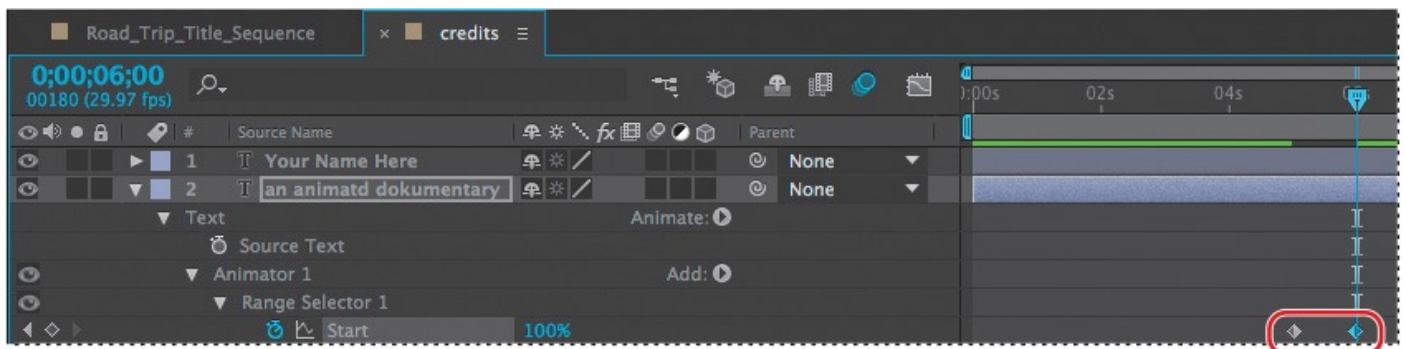 Road_Trip_Title_Sequence × credits
0;00;06;00
00180 (29.97 fps)
:00s 02s 04s
# Source Name fx Parent
1 T Your Name Here None
2 T an animatd dokumentary None
Text Animate:
Source Text
Animator 1 Add:
Range Selector 1
Start 100%